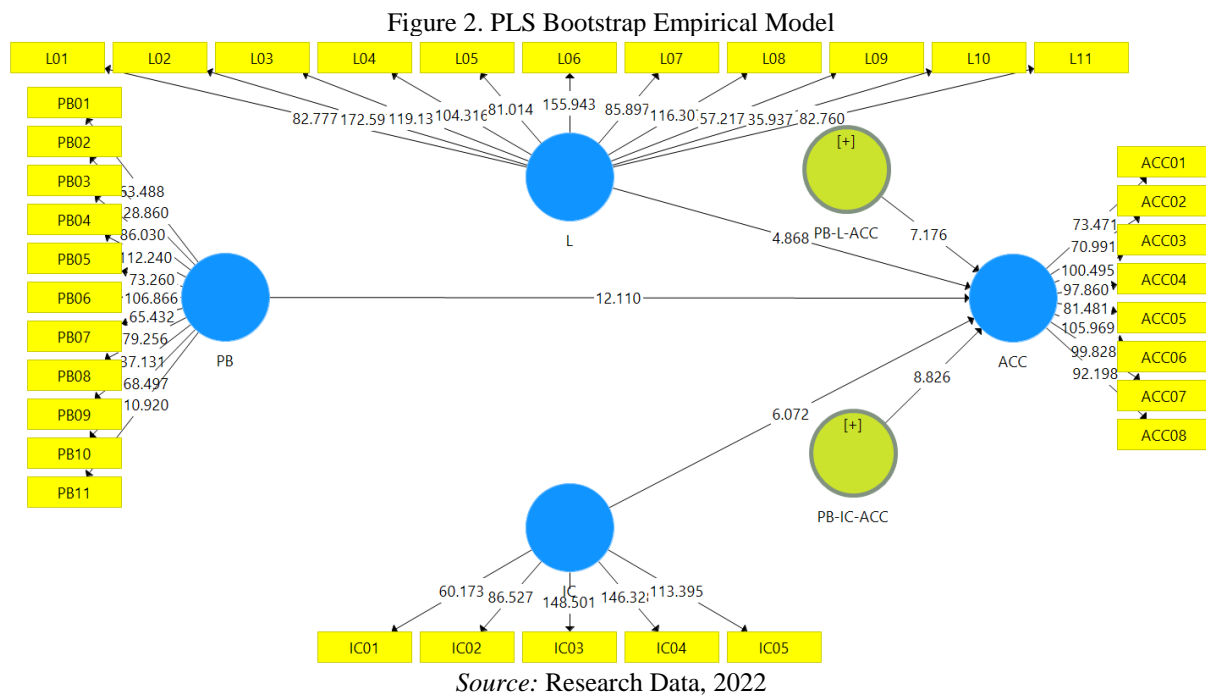 Figure 2. PLS Bootstrap Empirical Model
L01 L02 L03 L04 L05 L06 L07 L08 L09 L10 L11
82.777 172.59 119.13 104.316 81.014 155.943 85.897 116.30 57.217 35.937 82.760
L
PB01
PB02
PB03
PB04
PB05
PB06
PB07
PB08
PB09
PB10
PB11
53.488
28.860
86.030
112.240
73.260
106.866
65.432
79.256
37.131
68.497
10.920
PB
[+]
PB-L-ACC
7.176
4.868
12.110
6.072
8.826
[+]
PB-IC-ACC
ACC
73.471
70.991
100.495
97.860
81.481
105.969
99.828
92.198
ACC01
ACC02
ACC03
ACC04
ACC05
ACC06
ACC07
ACC08
IC
60.173 86.527 148.501 146.32 113.395
IC01 IC02 IC03 IC04 IC05
Source: Research Data, 2022